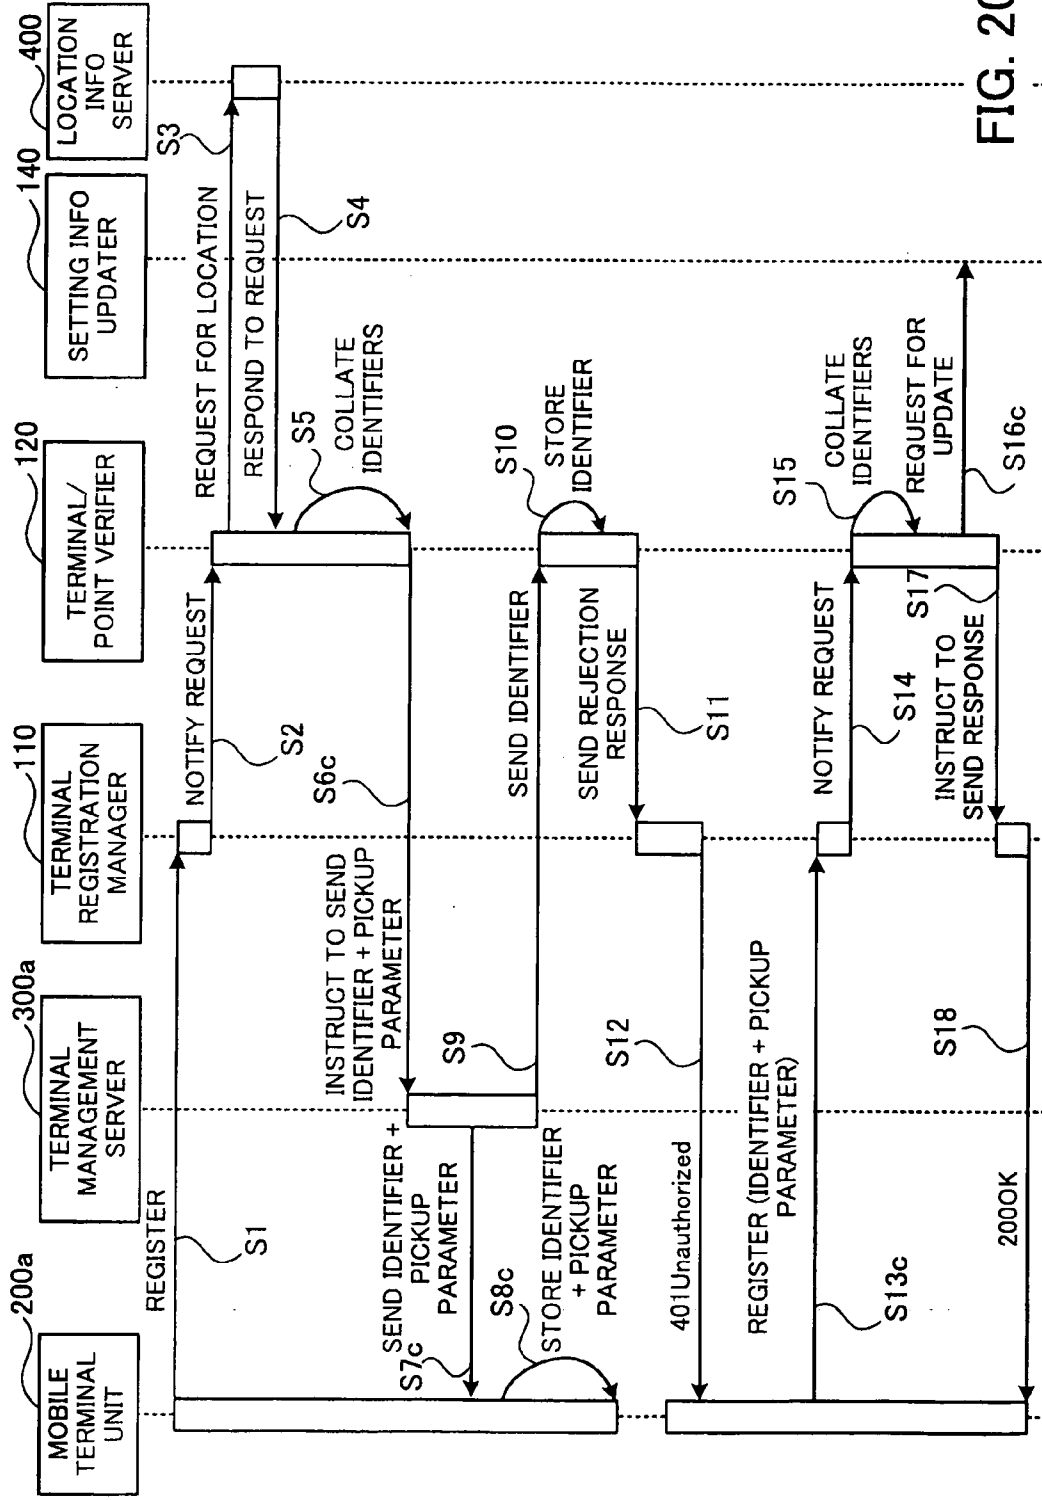 200a
MOBILE
TERMINAL
UNIT
300a
TERMINAL
MANAGEMENT
SERVER
110
TERMINAL
REGISTRATION
MANAGER
120
TERMINAL/
POINT VERIFIER
140
SETTING INFO
UPDATER
400
LOCATION
INFO
SERVER
REGISTER
S1
NOTIFY REQUEST
S2
REQUEST FOR LOCATION
S3
RESPOND TO REQUEST
S4
S5
COLLATE
IDENTIFIERS
S6c
INSTRUCT TO SEND
IDENTIFIER + PICKUP
PARAMETER
SEND IDENTIFIER +
PICKUP
PARAMETER
S7c
S8c
STORE IDENTIFIER
+ PICKUP
PARAMETER
S9
SEND IDENTIFIER
S10
STORE
IDENTIFIER
SEND REJECTION
RESPONSE
S11
S12
401Unauthorized
REGISTER (IDENTIFIER + PICKUP
PARAMETER)
S13c
NOTIFY REQUEST
S14
S15
COLLATE
IDENTIFIERS
REQUEST FOR
UPDATE
S16c
S17
INSTRUCT TO
SEND RESPONSE
S18
200OK
FIG. 20